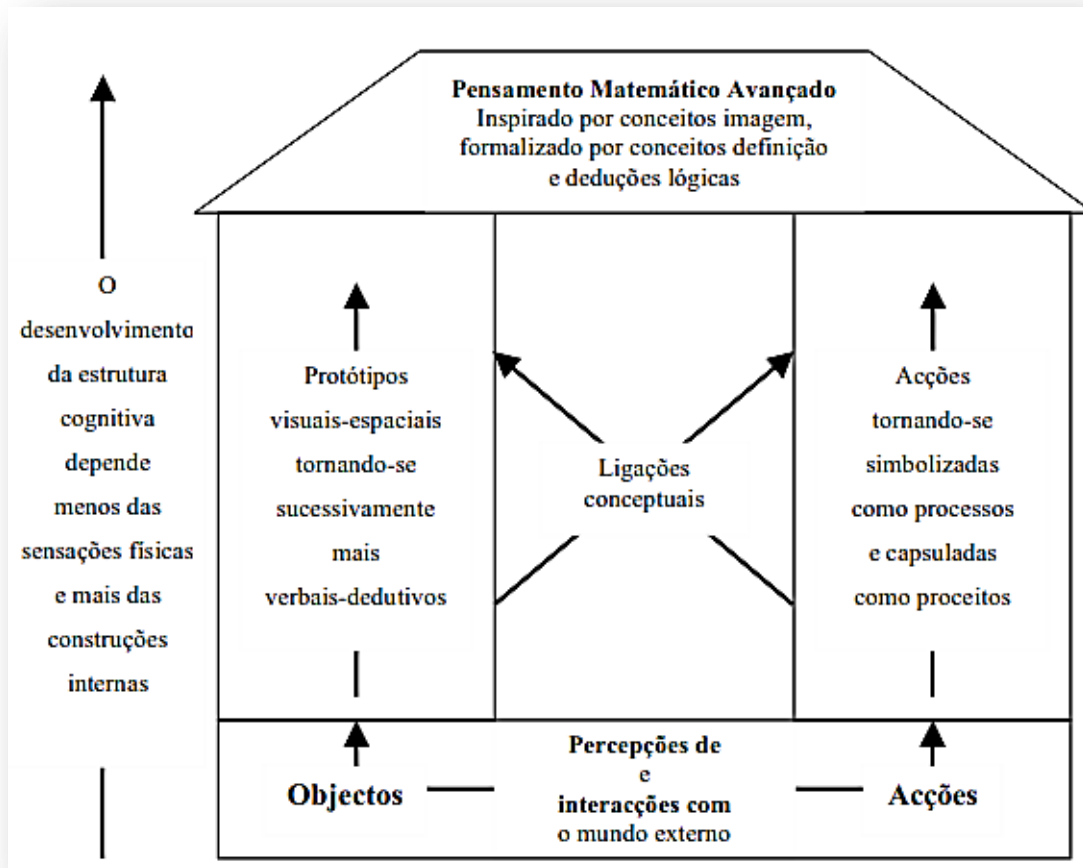 Pensamento Matemático Avançado
Inspirado por conceitos imagem,
formalizado por conceitos definição
e deduções lógicas
O
desenvolvimento
da estrutura
cognitiva
depende
menos das
sensações físicas
e mais das
construções
internas
Protótipos
visuais-espaciais
tornando-se
sucessivamente
mais
verbais-dedutivos
Ligações
conceptuais
Acções
tornando-se
simbolizadas
como processos
e capsuladas
como proceitos
Objectos
Percepções de
e
interacções com
o mundo externo
Acções